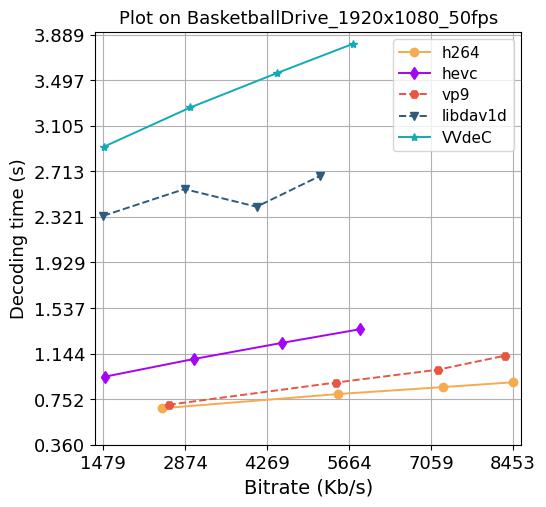 Plot on BasketballDrive_1920x1080_50fps
3.889
3.497
3.105
2.713
2.321
1.929
1.537
1.144
0.752
0.360
Decoding time (s)
h264
hevc
vp9
libdav1d
VVdeC
1479 2874 4269 5664 7059 8453
Bitrate (Kb/s)